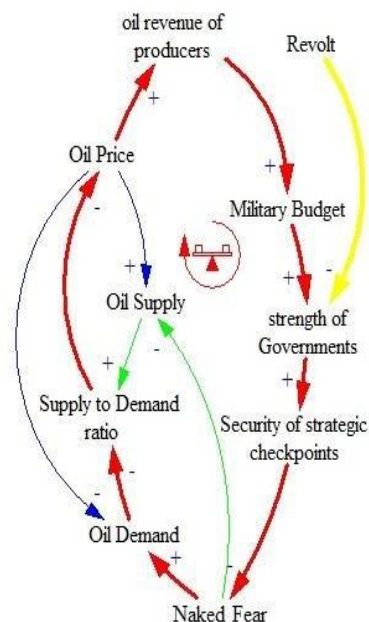 oil revenue of
producers
Revolt
+
Oil Price
+
-
Military Budget
+
+
-
Oil Supply
strength of
Governments
+
-
+
Supply to Demand
ratio
Security of strategic
checkpoints
-
-
Oil Demand
+
-
Naked Fear